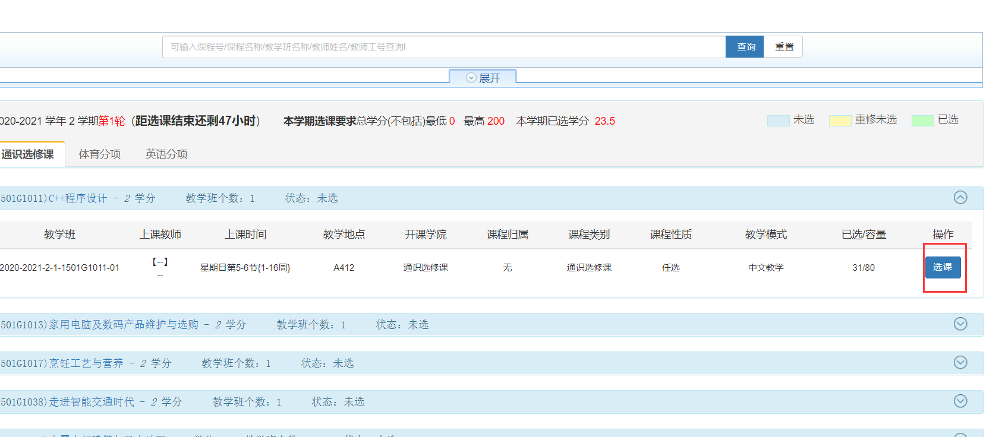 可输入课程号/课程名称/教学班名称/教师姓名/教师工号查询! 查询 重置
展开
020-2021 学年 2 学期第1轮（距选课结束还剩47小时） 本学期选课要求总学分(不包括)最低 0 最高 200 本学期已选学分 23.5 未选 重修未选 已选
通识选修课 体育分项 英语分项
501G1011)C++程序设计 - 2 学分 教学班个数：1 状态：未选
教学班 上课教师 上课时间 教学地点 开课学院 课程归属 课程类别 课程性质 教学模式 已选/容量 操作
2020-2021-2-1-1501G1011-01 【--】 星期日第5-6节{1-16周} A412 通识选修课 无 通识选修课 任选 中文教学 31/80 选课
--
501G1013)家用电脑及数码产品维护与选购 - 2 学分 教学班个数：1 状态：未选
501G1017)烹饪工艺与营养 - 2 学分 教学班个数：1 状态：未选
501G1038)走进智能交通时代 - 2 学分 教学班个数：1 状态：未选